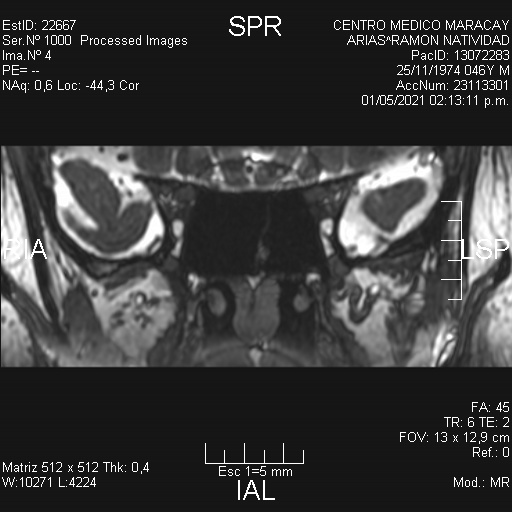 EstID: 22667
Ser.Nº 1000 Processed Images
Ima.Nº 4
PE= --
NAq: 0,6 Loc: -44,3 Cor
SPR
CENTRO MEDICO MARACAY
ARIAS^RAMON NATIVIDAD
PacID: 13072283
25/11/1974 046Y M
AccNum: 23113301
01/05/2021 02:13:11 p.m.
PIA
LSP
FA: 45
TR: 6 TE: 2
FOV: 13 x 12,9 cm
Ref.: 0
Matriz 512 x 512 Thk: 0,4
W:10271 L:4224
Esc 1=5 mm
IAL
Mod.: MR